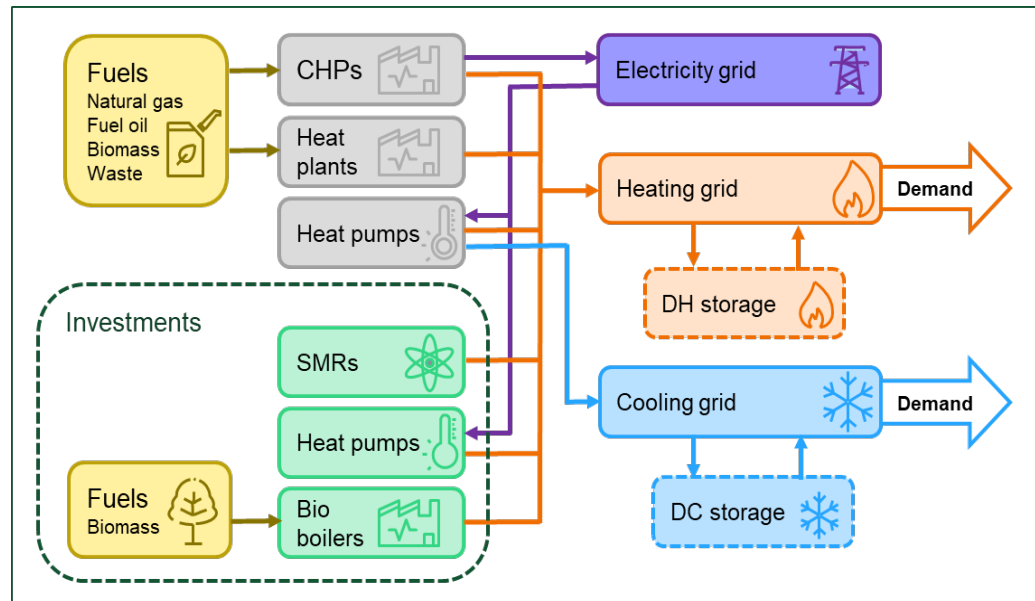 Fuels
Natural gas
Fuel oil
Biomass
Waste
CHPs
Heat
plants
Heat pumps
Electricity grid
Heating grid
Demand
DH storage
Investments
SMRs
Heat pumps
Fuels
Biomass
Bio
boilers
Cooling grid
Demand
DC storage